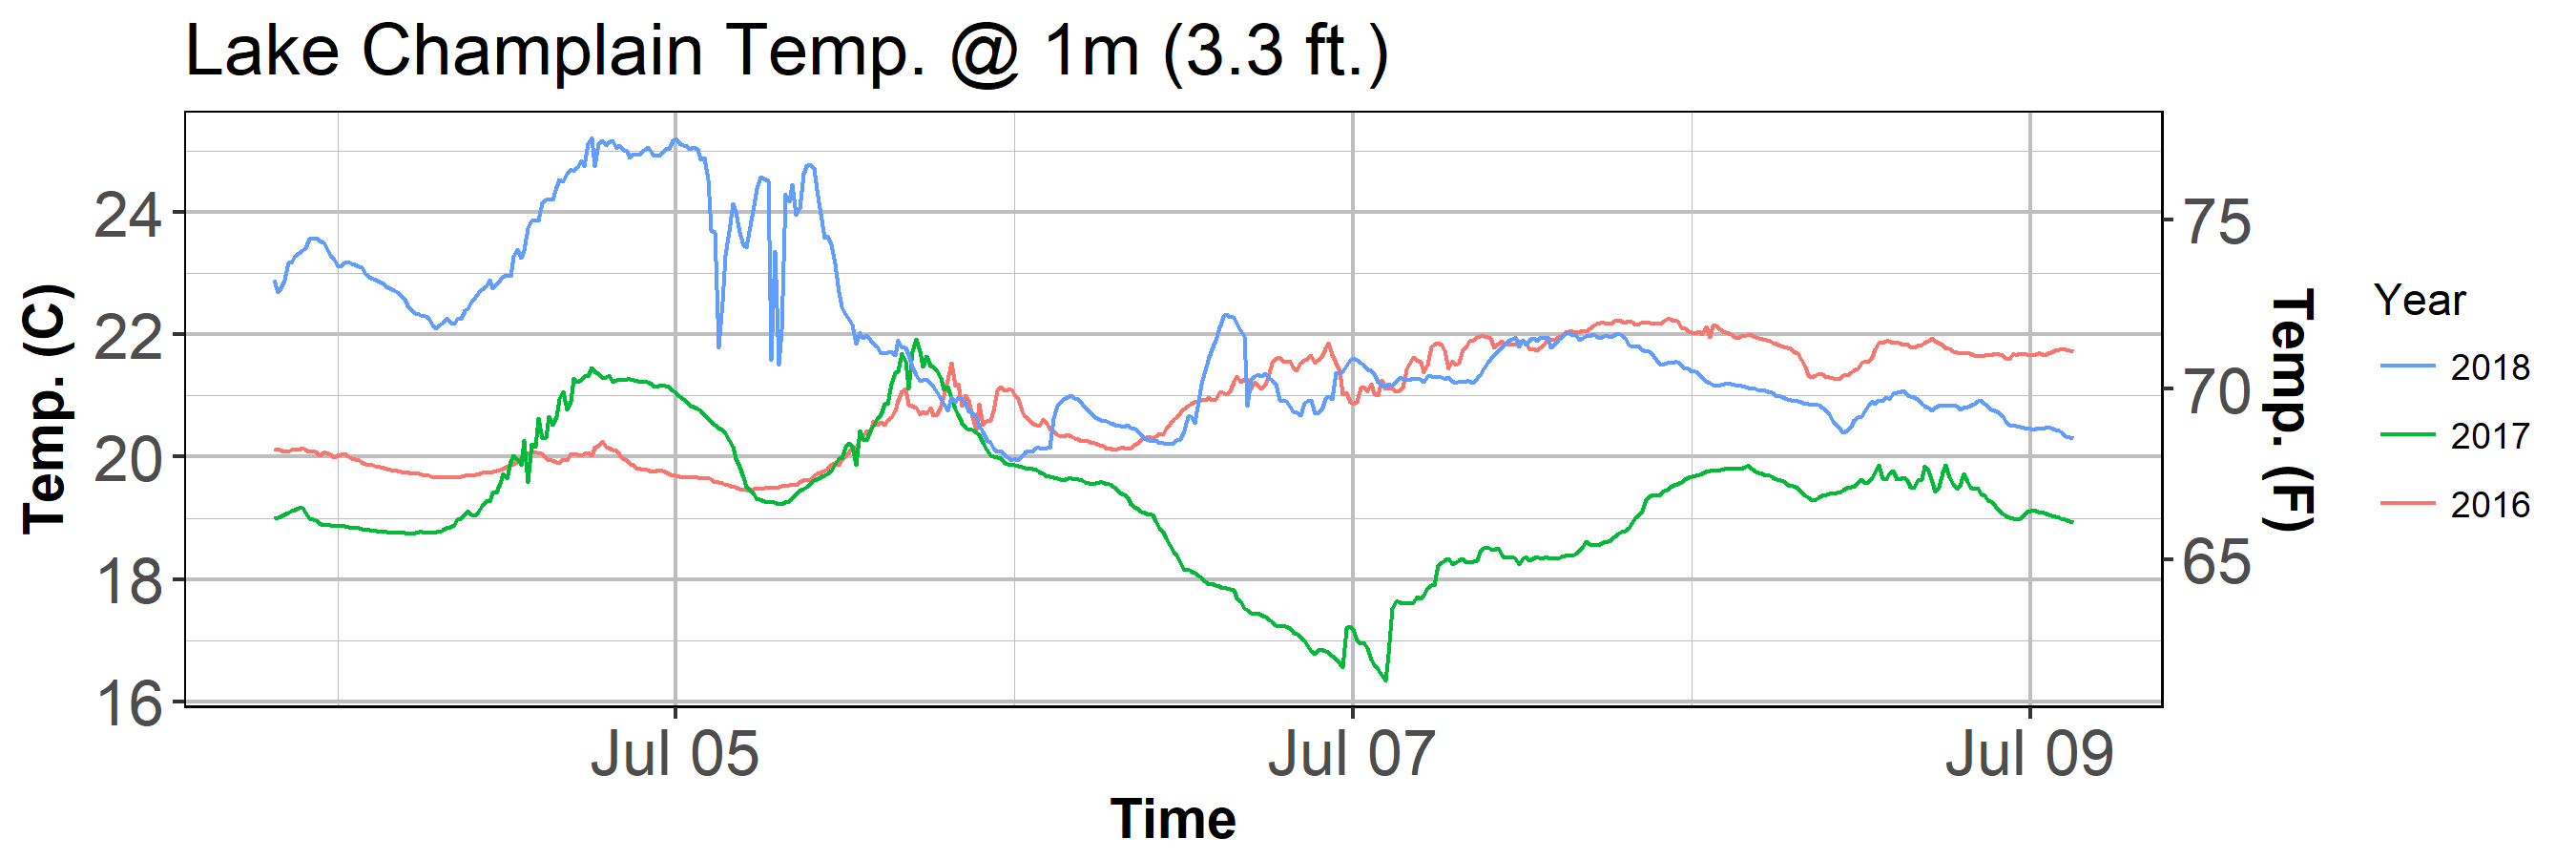 Lake Champlain Temp. @ 1m (3.3 ft.)
Temp. (C)
24
22
20
18
16
75
70
65
Temp. (F)
Jul 05
Jul 07
Jul 09
Time
Year
2018
2017
2016